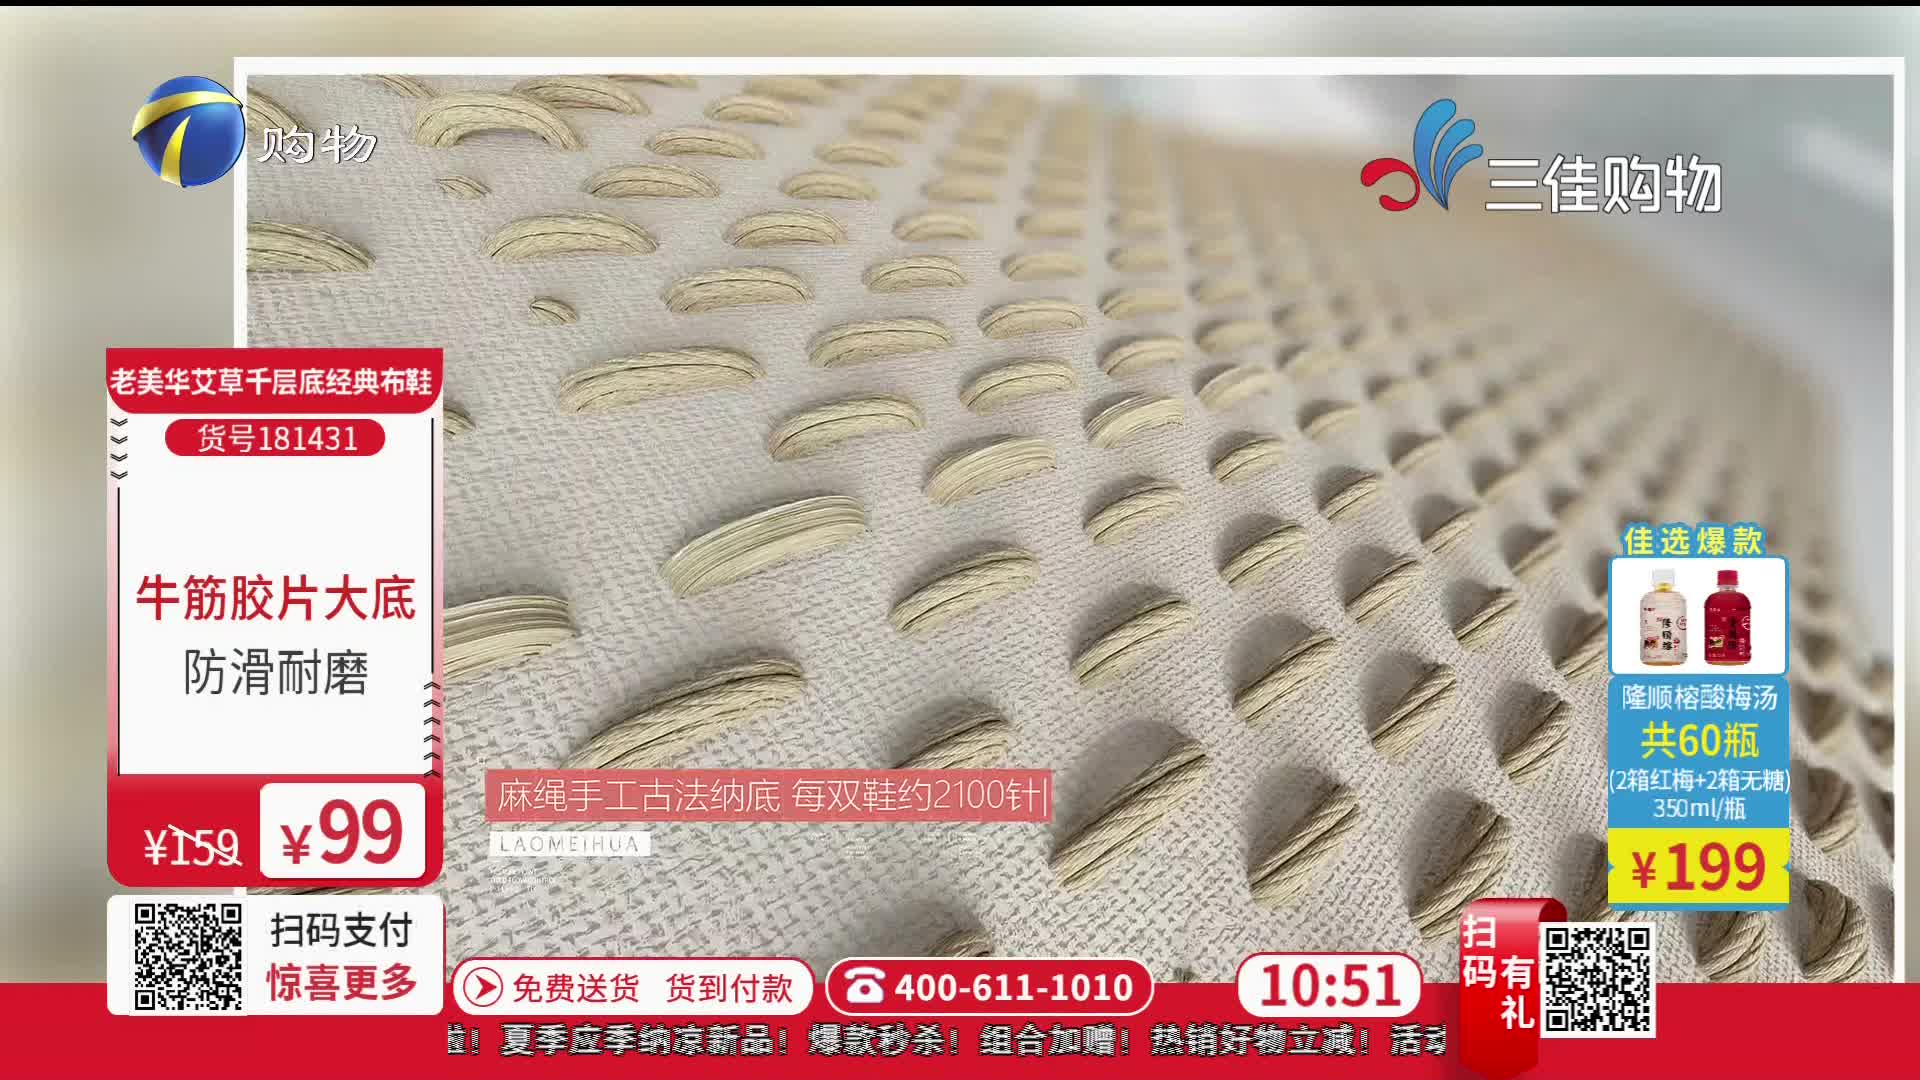 购物
三佳购物
老美华艾草千层底经典布鞋
货号181431
牛筋胶片大底
防滑耐磨
¥159
¥99
扫码支付
惊喜更多
麻绳手工古法纳底 每双鞋约2100针
LAOMEIHUA
佳选爆款
隆顺榕酸梅汤
共60瓶
(2箱红梅+2箱无糖)
350ml/瓶
¥199
扫码有礼
免费送货 货到付款
400-611-1010
10:51
！夏季应季纳凉新品！爆款秒杀！组合加赠！热销好物立减！活动